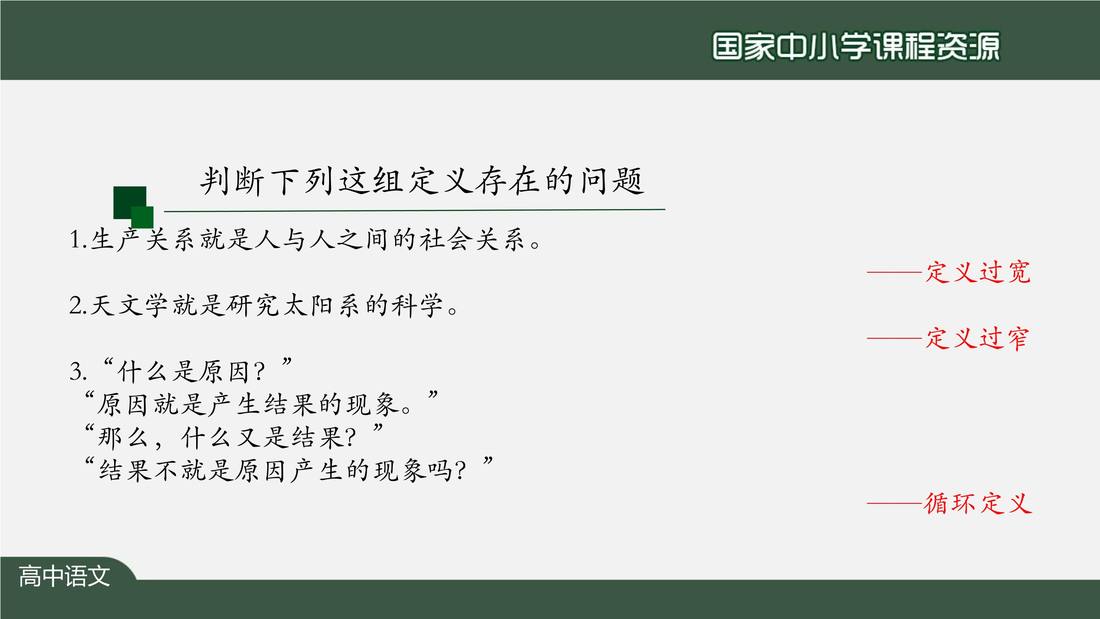 国家中小学课程资源
判断下列这组定义存在的问题
1.生产关系就是人与人之间的社会关系。
——定义过宽
2.天文学就是研究太阳系的科学。
——定义过窄
3.“什么是原因？”
“原因就是产生结果的现象。”
“那么，什么又是结果？”
“结果不就是原因产生的现象吗？”
——循环定义
高中语文